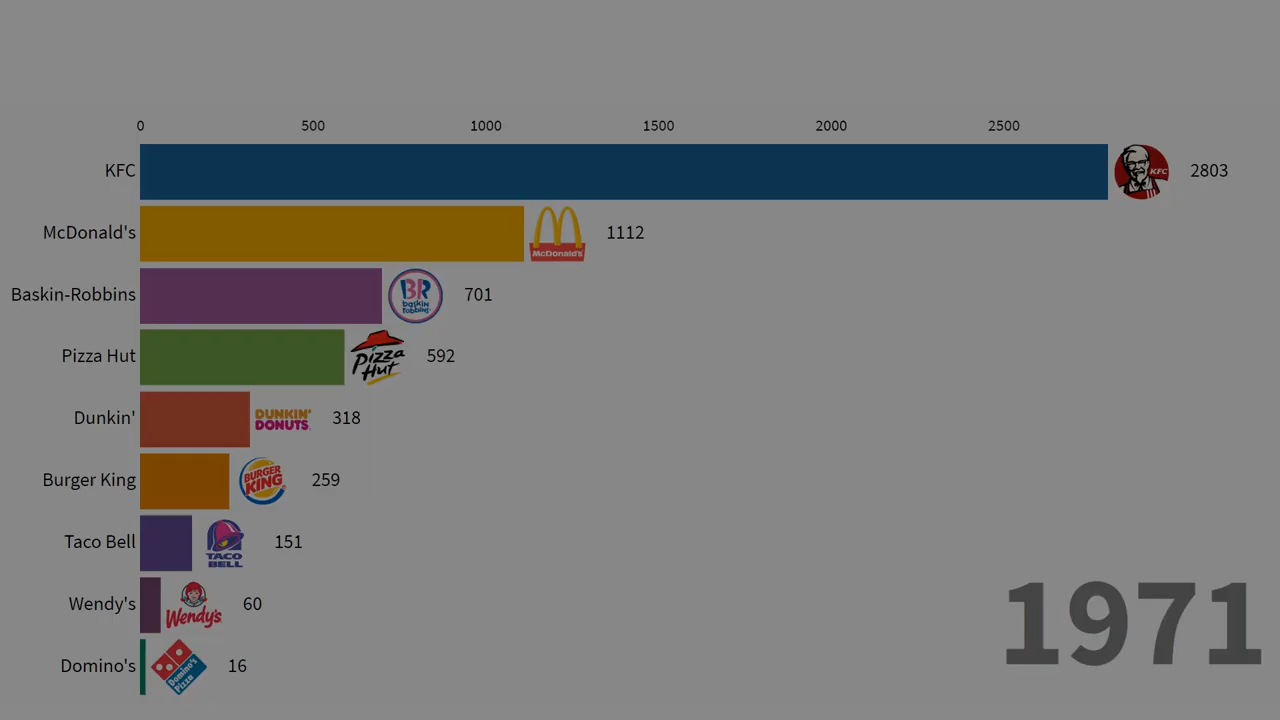 0 500 1000 1500 2000 2500
KFC KFC 2803
McDonald's McDonald's 1112
Baskin-Robbins BR baskin robbins 701
Pizza Hut Pizza Hut 592
Dunkin' DUNKIN' DONUTS 318
Burger King BURGER KING 259
Taco Bell TACO BELL 151
Wendy's Wendy's 60
Domino's Domino's Pizza 16
1971